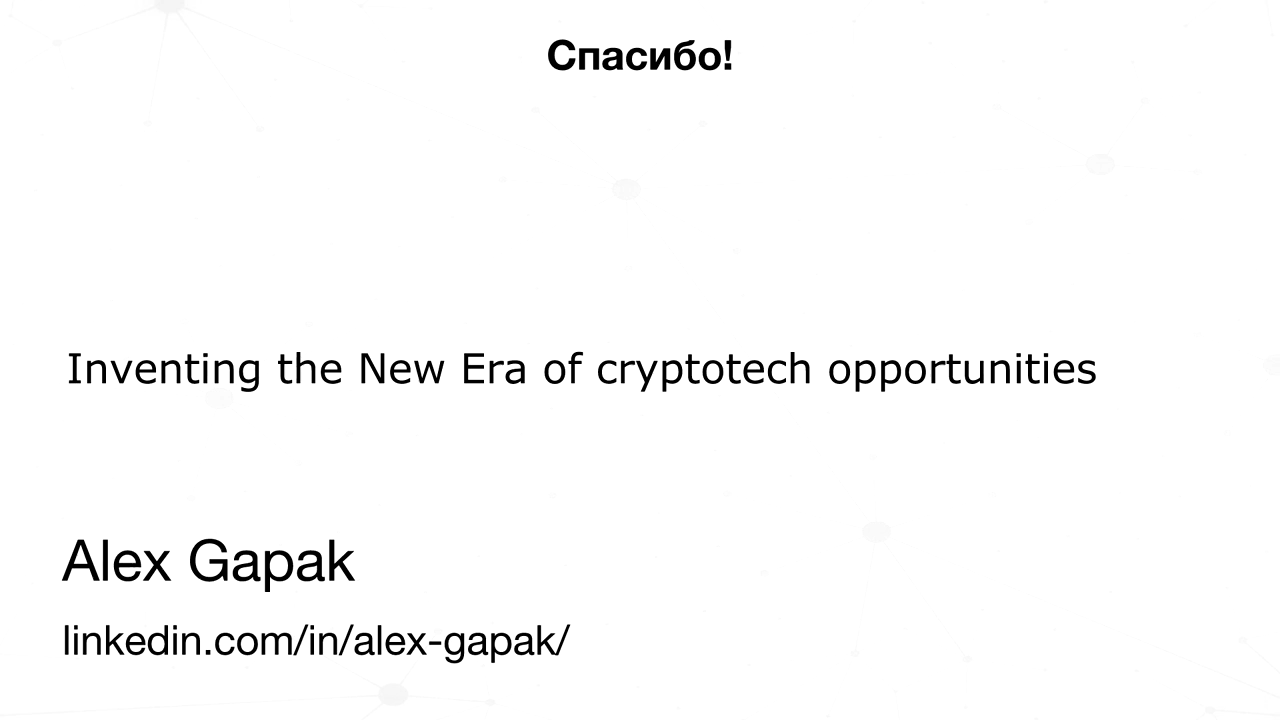 Спасибо!
Inventing the New Era of cryptotech opportunities
Alex Gapak
linkedin.com/in/alex-gapak/